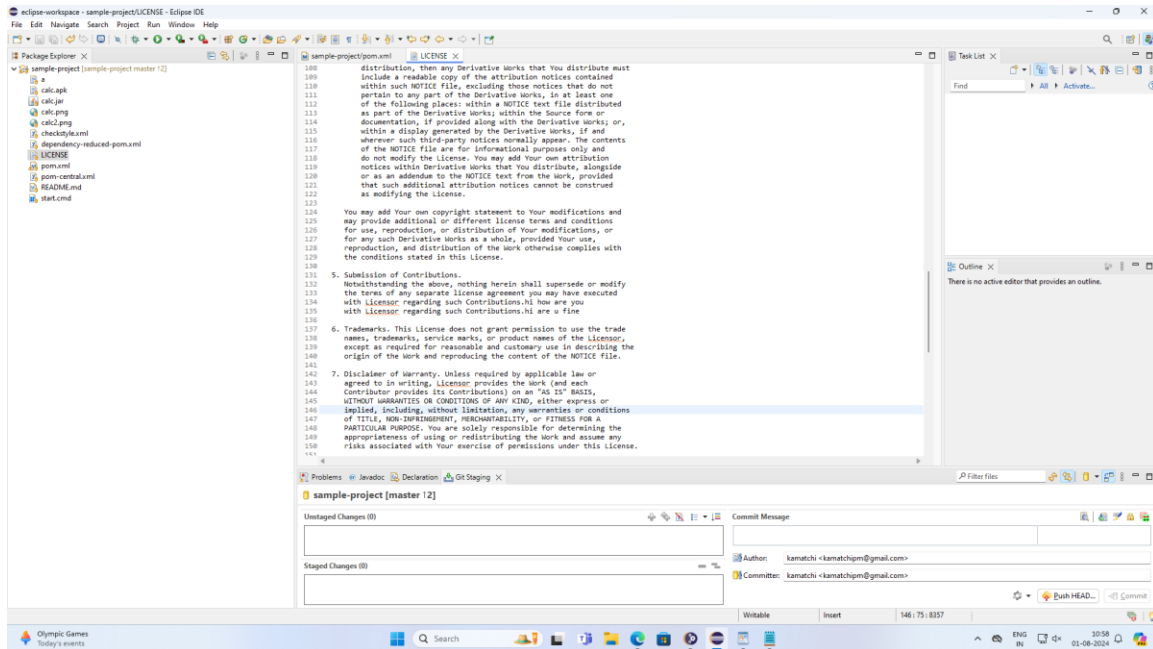 eclipse-workspace - sample-project/LICENSE - Eclipse IDE
File Edit Navigate Search Project Run Window Help
Package Explorer
sample-project [sample-project master 12]
a
calc.apk
calc.jar
calc.png
calc2.png
checkstyle.xml
dependency-reduced-pom.xml
LICENSE
pom.xml
pom-central.xml
README.md
start.cmd
sample-project/pom.xml LICENSE
108 distribution, then any Derivative Works that You distribute must
109 include a readable copy of the attribution notices contained
110 within such NOTICE file, excluding those notices that do not
111 pertain to any part of the Derivative Works, in at least one
112 of the following places: within a NOTICE text file distributed
113 as part of the Derivative Works; within the Source form or
114 documentation, if provided along with the Derivative Works; or,
115 within a display generated by the Derivative Works, if and
116 wherever such third-party notices normally appear. The contents
117 of the NOTICE file are for informational purposes only and
118 do not modify the License. You may add Your own attribution
119 notices within Derivative Works that You distribute, alongside
120 or as an addendum to the NOTICE text from the Work, provided
121 that such additional attribution notices cannot be construed
122 as modifying the License.
123
124 You may add Your own copyright statement to Your modifications and
125 may provide additional or different license terms and conditions
126 for use, reproduction, or distribution of Your modifications, or
127 for any such Derivative Works as a whole, provided Your use,
128 reproduction, and distribution of the Work otherwise complies with
129 the conditions stated in this License.
130
131 5. Submission of Contributions.
132 Notwithstanding the above, nothing herein shall supersede or modify
133 the terms of any separate license agreement you may have executed
134 with Licensor regarding such Contributions.hi how are you
135 with Licensor regarding such Contributions.hi are u fine
136
137 6. Trademarks. This License does not grant permission to use the trade
138 names, trademarks, service marks, or product names of the Licensor,
139 except as required for reasonable and customary use in describing the
140 origin of the Work and reproducing the content of the NOTICE file.
141
142 7. Disclaimer of Warranty. Unless required by applicable law or
143 agreed to in writing, Licensor provides the Work (and each
144 Contributor provides its Contributions) on an "AS IS" BASIS,
145 WITHOUT WARRANTIES OR CONDITIONS OF ANY KIND, either express or
146 implied, including, without limitation, any warranties or conditions
147 of TITLE, NON-INFRINGEMENT, MERCHANTABILITY, or FITNESS FOR A
148 PARTICULAR PURPOSE. You are solely responsible for determining the
149 appropriateness of using or redistributing the Work and assume any
150 risks associated with Your exercise of permissions under this License.
151
Task List
Find All Activate...
Outline
There is no active editor that provides an outline.
Problems Javadoc Declaration Git Staging
Filter files
sample-project [master 12]
Unstaged Changes (0)
Staged Changes (0)
Commit Message
Author: kamatchi <kamatchipm@gmail.com>
Committer: kamatchi <kamatchipm@gmail.com>
Push HEAD... Commit
Writable Insert 146 : 75 : 8357
Olympic Games
Today's events
Search
ENG
IN
10:58
01-08-2024